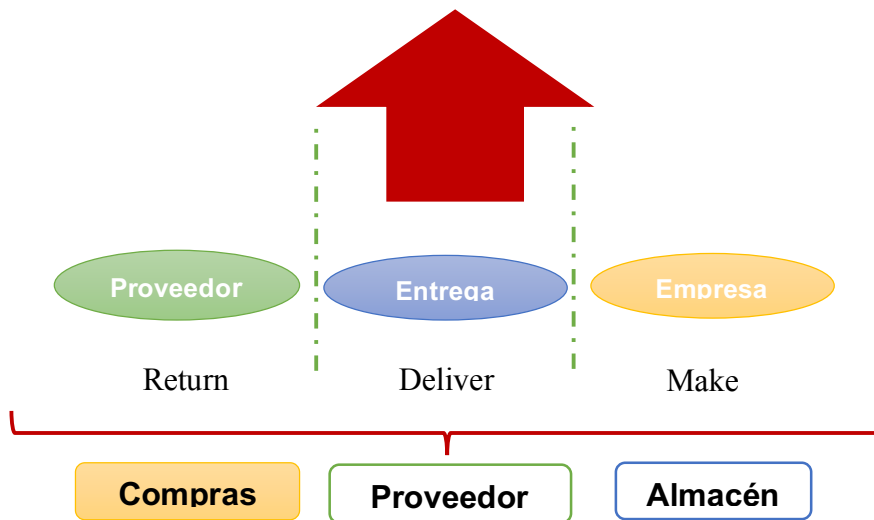 Proveedor
Entrega
Empresa
Return
Deliver
Make
Compras
Proveedor
Almacén